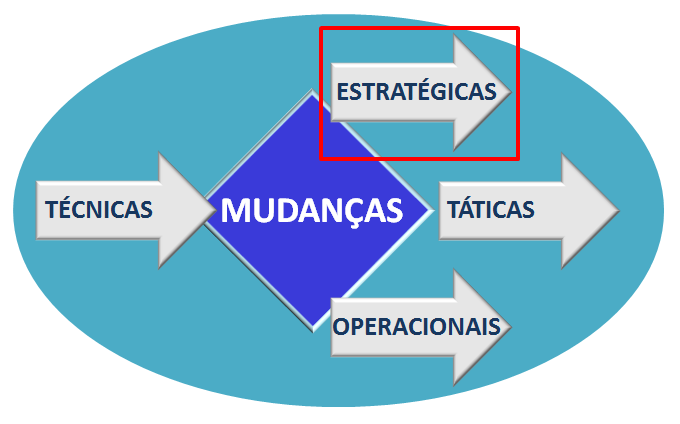 ESTRATÉGICAS
TÉCNICAS
MUDANÇAS
TÁTICAS
OPERACIONAIS